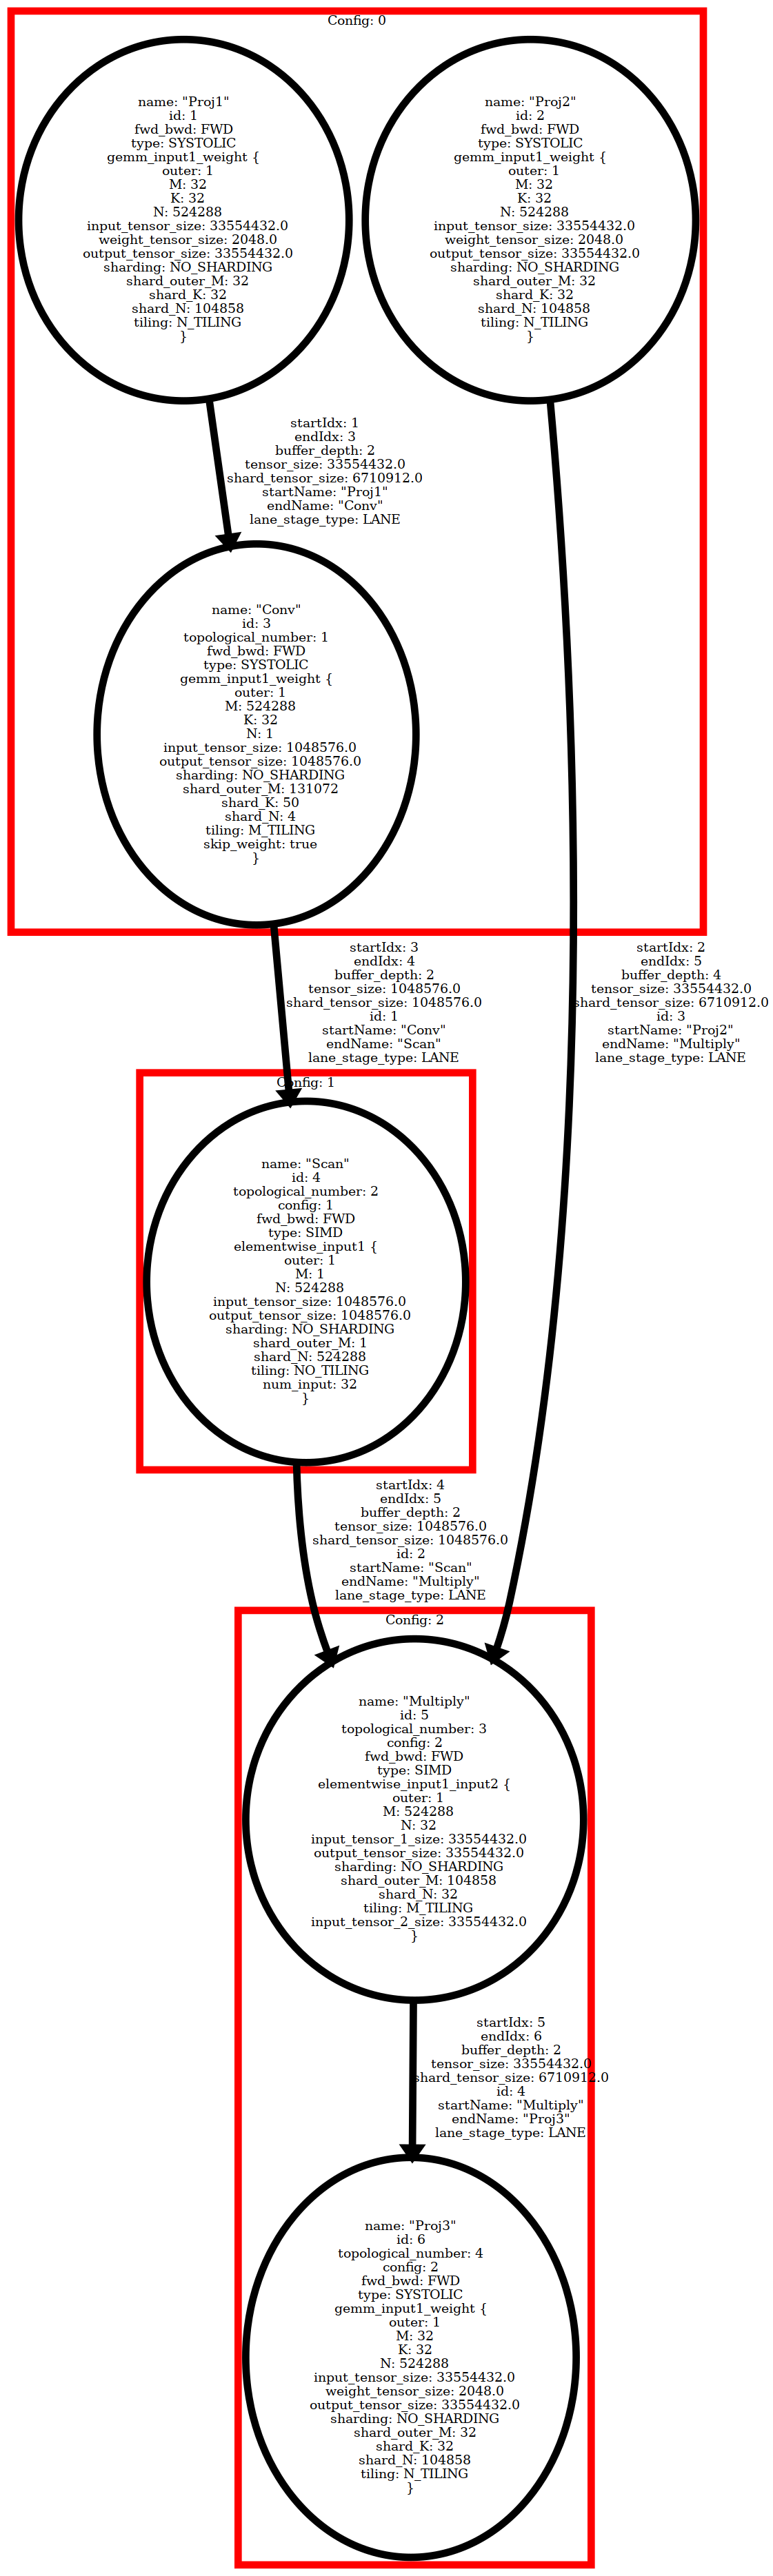 Config: 0
name: "Proj1"
id: 1
fwd_bwd: FWD
type: SYSTOLIC
gemm_input1_weight {
outer: 1
M: 32
K: 32
N: 524288
input_tensor_size: 33554432.0
weight_tensor_size: 2048.0
output_tensor_size: 33554432.0
sharding: NO_SHARDING
shard_outer_M: 32
shard_K: 32
shard_N: 104858
tiling: N_TILING
}
name: "Proj2"
id: 2
fwd_bwd: FWD
type: SYSTOLIC
gemm_input1_weight {
outer: 1
M: 32
K: 32
N: 524288
input_tensor_size: 33554432.0
weight_tensor_size: 2048.0
output_tensor_size: 33554432.0
sharding: NO_SHARDING
shard_outer_M: 32
shard_K: 32
shard_N: 104858
tiling: N_TILING
}
startIdx: 1
endIdx: 3
buffer_depth: 2
tensor_size: 33554432.0
shard_tensor_size: 6710912.0
startName: "Proj1"
endName: "Conv"
lane_stage_type: LANE
name: "Conv"
id: 3
topological_number: 1
fwd_bwd: FWD
type: SYSTOLIC
gemm_input1_weight {
outer: 1
M: 524288
K: 32
N: 1
input_tensor_size: 1048576.0
output_tensor_size: 1048576.0
sharding: NO_SHARDING
shard_outer_M: 131072
shard_K: 50
shard_N: 4
tiling: M_TILING
skip_weight: true
}
startIdx: 3
endIdx: 4
buffer_depth: 2
tensor_size: 1048576.0
shard_tensor_size: 1048576.0
id: 1
startName: "Conv"
endName: "Scan"
lane_stage_type: LANE
startIdx: 2
endIdx: 5
buffer_depth: 4
tensor_size: 33554432.0
shard_tensor_size: 6710912.0
id: 3
startName: "Proj2"
endName: "Multiply"
lane_stage_type: LANE
Config: 1
name: "Scan"
id: 4
topological_number: 2
config: 1
fwd_bwd: FWD
type: SIMD
elementwise_input1 {
outer: 1
M: 1
N: 524288
input_tensor_size: 1048576.0
output_tensor_size: 1048576.0
sharding: NO_SHARDING
shard_outer_M: 1
shard_N: 524288
tiling: NO_TILING
num_input: 32
}
startIdx: 4
endIdx: 5
buffer_depth: 2
tensor_size: 1048576.0
shard_tensor_size: 1048576.0
id: 2
startName: "Scan"
endName: "Multiply"
lane_stage_type: LANE
Config: 2
name: "Multiply"
id: 5
topological_number: 3
config: 2
fwd_bwd: FWD
type: SIMD
elementwise_input1_input2 {
outer: 1
M: 524288
N: 32
input_tensor_1_size: 33554432.0
output_tensor_size: 33554432.0
sharding: NO_SHARDING
shard_outer_M: 104858
shard_N: 32
tiling: M_TILING
input_tensor_2_size: 33554432.0
}
startIdx: 5
endIdx: 6
buffer_depth: 2
tensor_size: 33554432.0
shard_tensor_size: 6710912.0
id: 4
startName: "Multiply"
endName: "Proj3"
lane_stage_type: LANE
name: "Proj3"
id: 6
topological_number: 4
config: 2
fwd_bwd: FWD
type: SYSTOLIC
gemm_input1_weight {
outer: 1
M: 32
K: 32
N: 524288
input_tensor_size: 33554432.0
weight_tensor_size: 2048.0
output_tensor_size: 33554432.0
sharding: NO_SHARDING
shard_outer_M: 32
shard_K: 32
shard_N: 104858
tiling: N_TILING
}